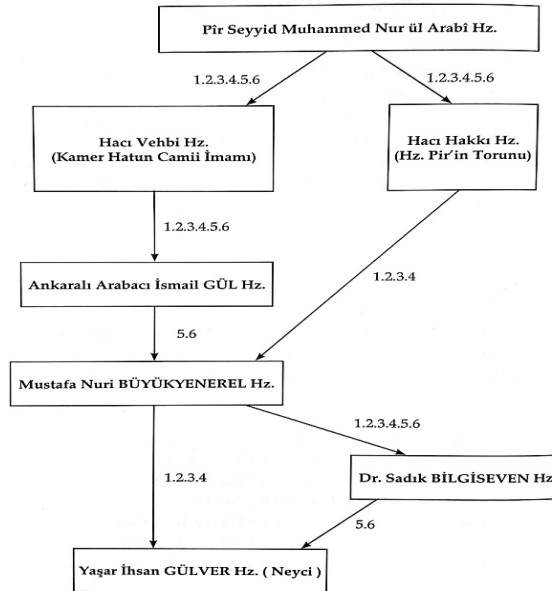 Pîr Seyyid Muhammed Nur ül Arabî Hz.
1.2.3.4.5.6
1.2.3.4.5.6
Hacı Vehbi Hz.
(Kamer Hatun Camii İmamı)
Hacı Hakkı Hz.
(Hz. Pir'in Torunu)
1.2.3.4.5.6
1.2.3.4
Ankaralı Arabacı İsmail GÜL Hz.
5.6
Mustafa Nuri BÜYÜKYENEREL Hz.
1.2.3.4.5.6
1.2.3.4
Dr. Sadık BİLGİSEVEN Hz
5.6
Yaşar İhsan GÜLVER Hz. ( Neyci )